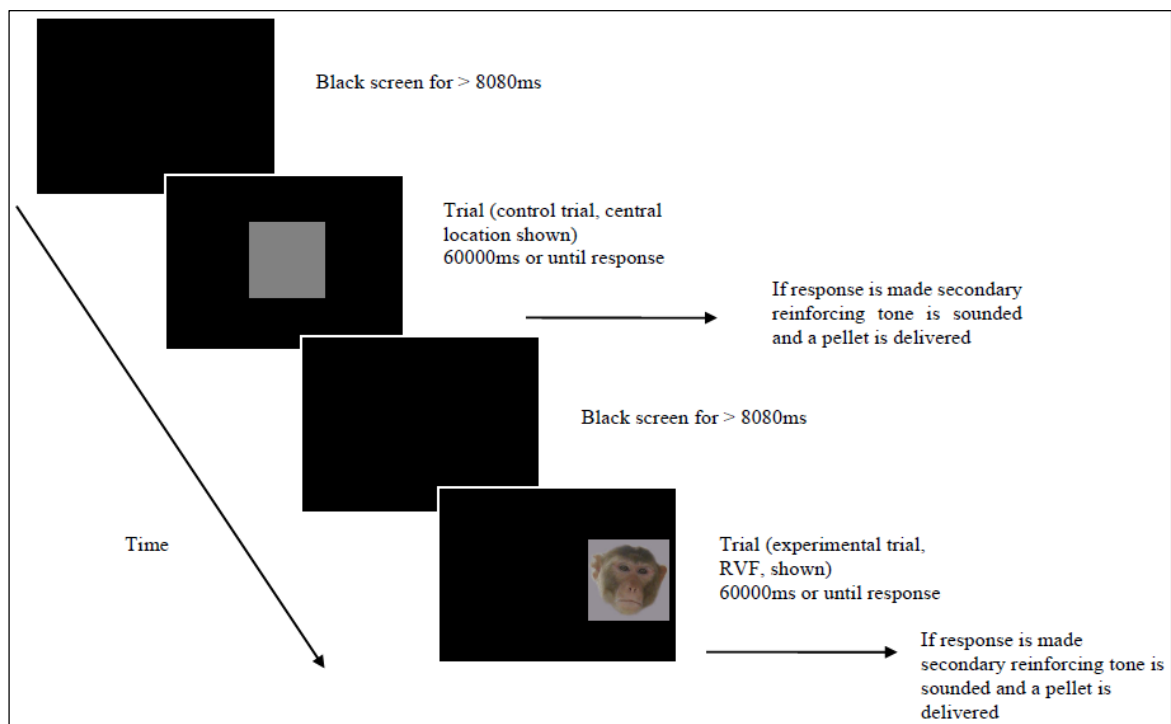 Black screen for > 8080ms
Trial (control trial, central
location shown)
60000ms or until response
If response is made secondary
reinforcing tone is sounded
and a pellet is delivered
Black screen for > 8080ms
Time
Trial (experimental trial,
RVF, shown)
60000ms or until response
If response is made
secondary reinforcing tone is
sounded and a pellet is
delivered